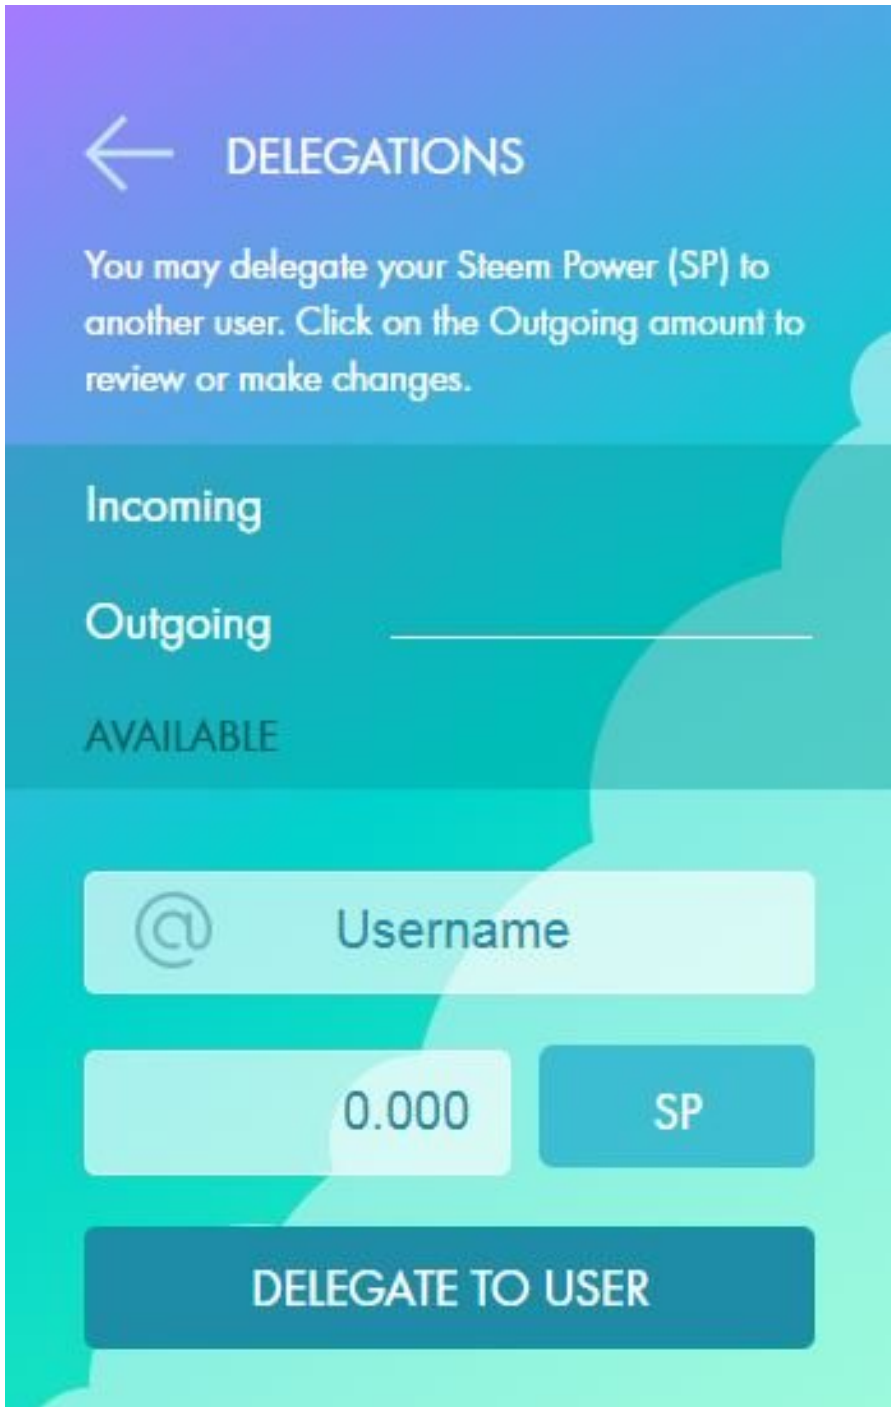 DELEGATIONS
You may delegate your Steem Power (SP) to
another user. Click on the Outgoing amount to
review or make changes.
Incoming
Outgoing
AVAILABLE
@ Username
0.000 SP
DELEGATE TO USER